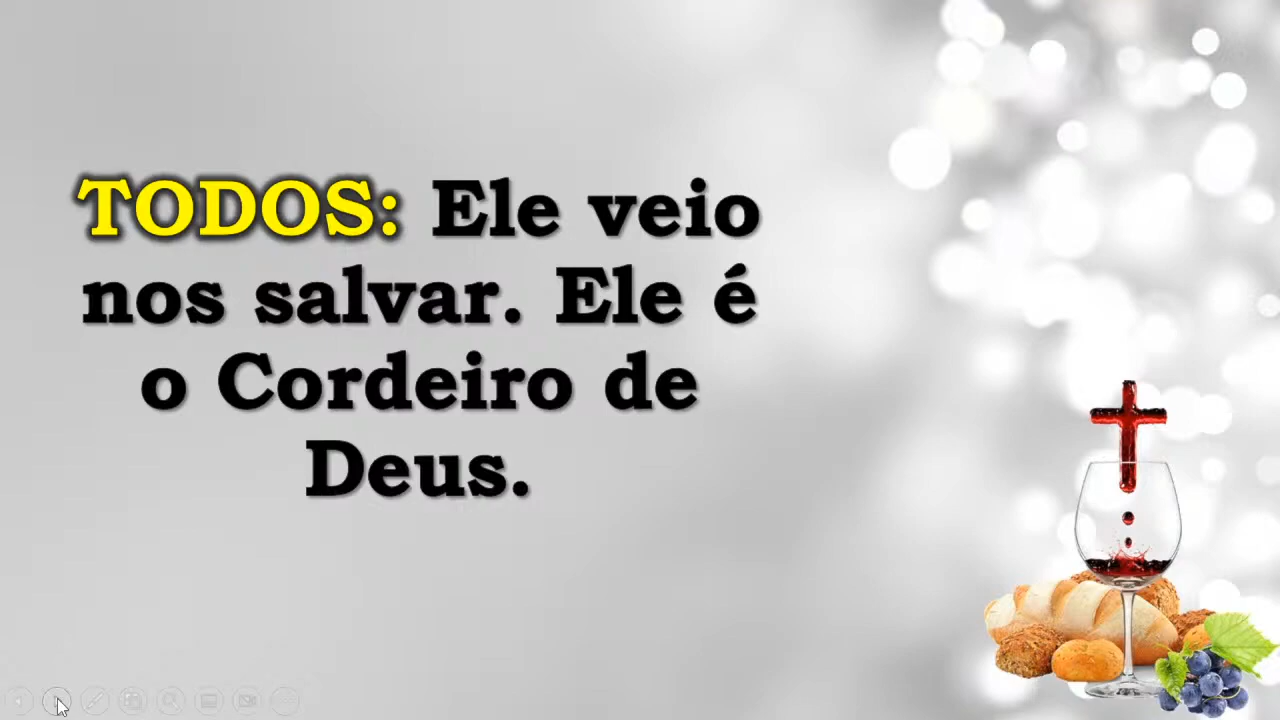 TODOS: Ele veio
nos salvar. Ele é
o Cordeiro de
Deus.